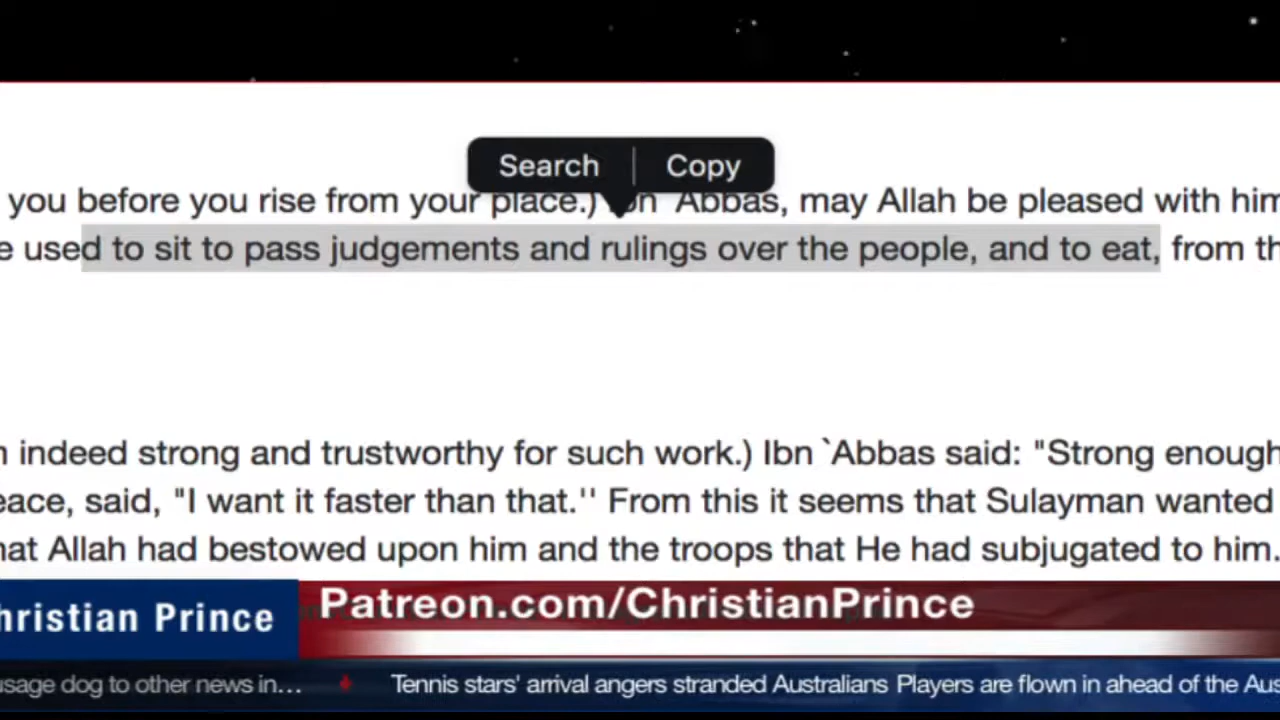 Search Copy
you before you rise from your place.) Ibn `Abbas, may Allah be pleased with him
e used to sit to pass judgements and rulings over the people, and to eat, from th
n indeed strong and trustworthy for such work.) Ibn `Abbas said: "Strong enough
eace, said, "I want it faster than that.'' From this it seems that Sulayman wanted
hat Allah had bestowed upon him and the troops that He had subjugated to him.
hristian Prince
Patreon.com/ChristianPrince
usage dog to other news in… Tennis stars' arrival angers stranded Australians Players are flown in ahead of the Aus